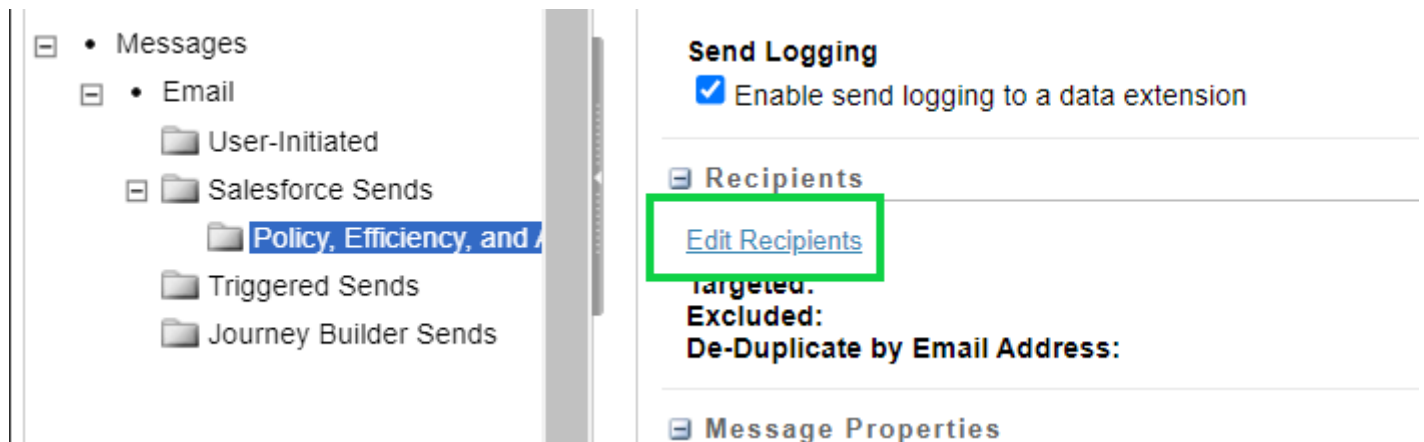 Messages
Email
User-Initiated
Salesforce Sends
Policy, Efficiency, and
Triggered Sends
Journey Builder Sends
Send Logging
Enable send logging to a data extension
Recipients
Edit Recipients
Targeted:
Excluded:
De-Duplicate by Email Address:
Message Properties